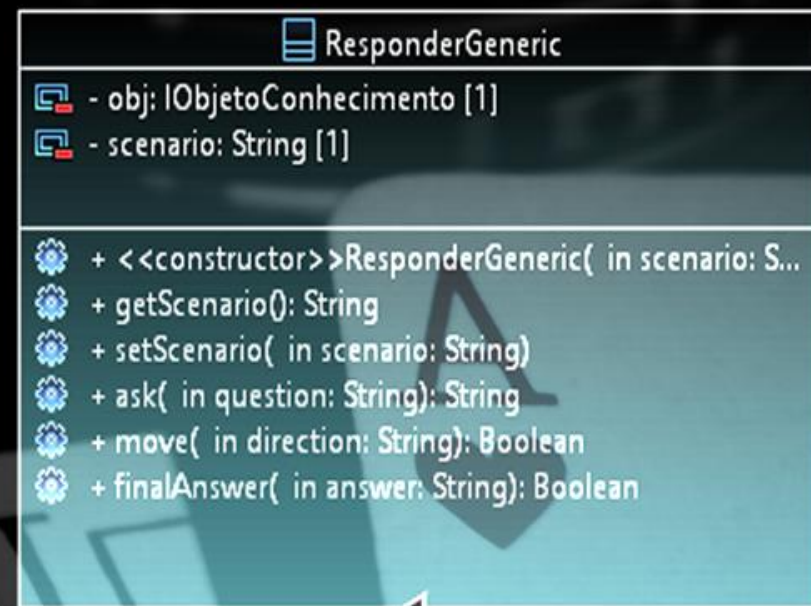 ResponderGeneric
- obj: IObjetoConhecimento [1]
- scenario: String [1]
+ <<constructor>>ResponderGeneric( in scenario: S...
+ getScenario(): String
+ setScenario( in scenario: String)
+ ask( in question: String): String
+ move( in direction: String): Boolean
+ finalAnswer( in answer: String): Boolean
A